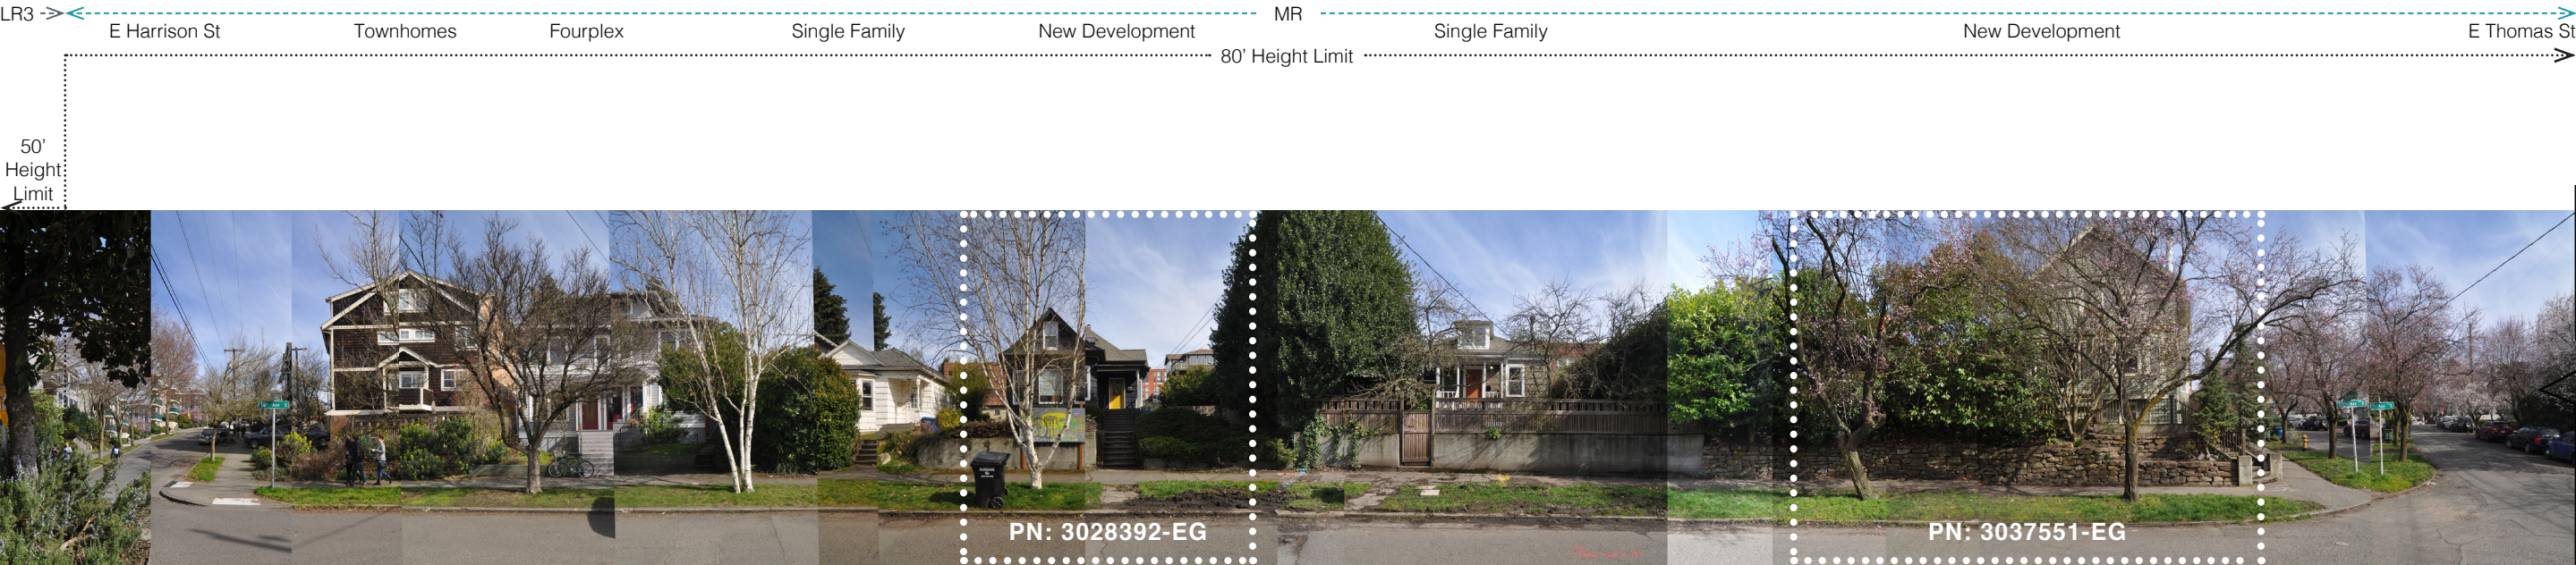 LR3
MR
E Harrison St
Townhomes
Fourplex
Single Family
New Development
Single Family
New Development
E Thomas St
80' Height Limit
50'
Height
Limit
PN: 3028392-EG
PN: 3037551-EG